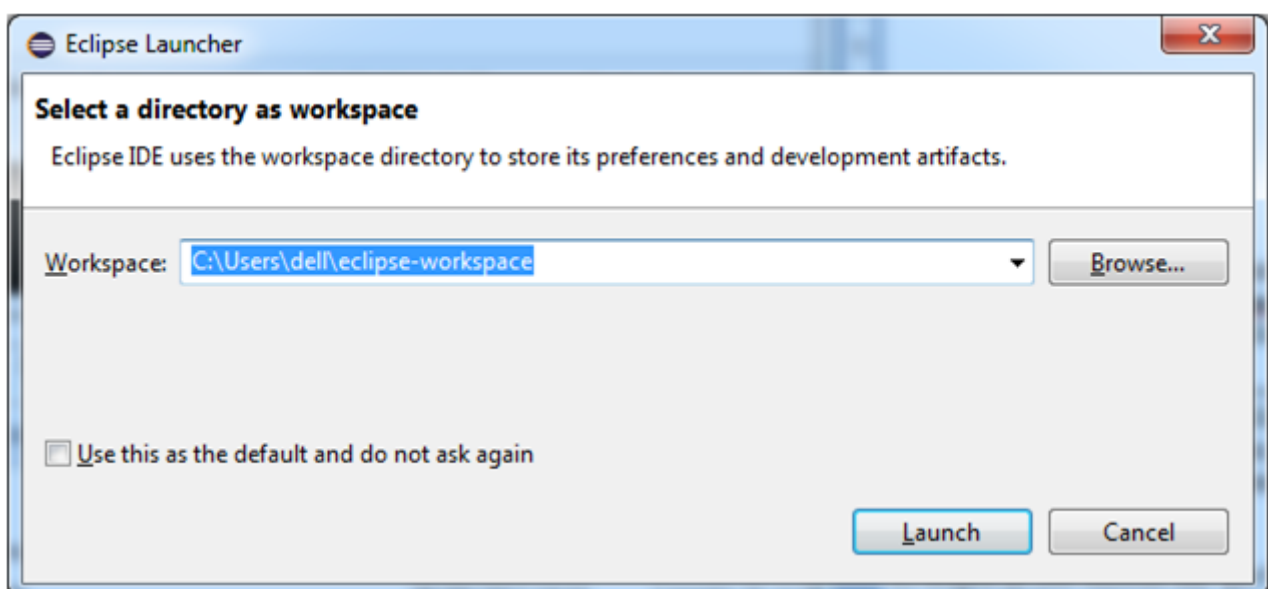 Eclipse Launcher
Select a directory as workspace
Eclipse IDE uses the workspace directory to store its preferences and development artifacts.
Workspace: C:\Users\dell\eclipse-workspace Browse...
Use this as the default and do not ask again
Launch Cancel